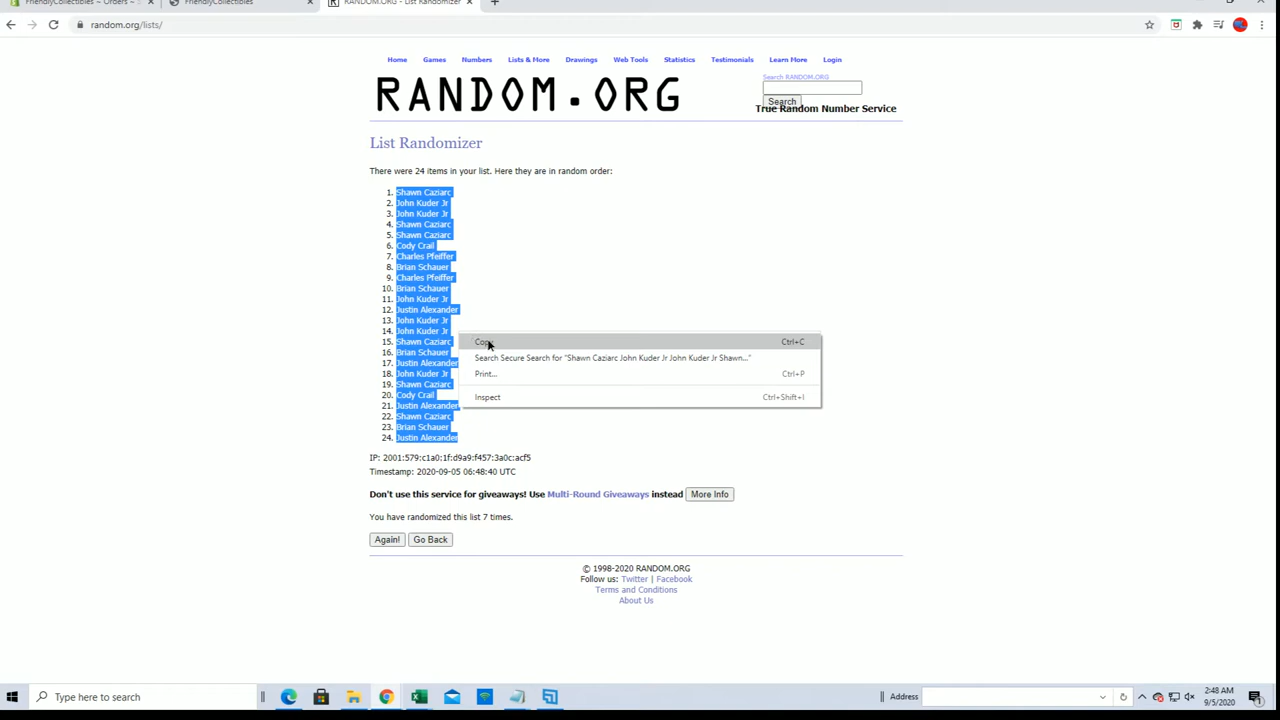 FriendlyCollectibles ~ Orders ~
FriendlyCollectibles
RANDOM.ORG - List Randomizer
random.org/lists/
Home Games Numbers Lists & More Drawings Web Tools Statistics Testimonials Learn More Login
RANDOM.ORG
Search RANDOM.ORG
Search
True Random Number Service
List Randomizer
There were 24 items in your list. Here they are in random order:
1. Shawn Caziarc
2. John Kuder Jr
3. John Kuder Jr
4. Shawn Caziarc
5. Shawn Caziarc
6. Cody Crail
7. Charles Pfeiffer
8. Brian Schauer
9. Charles Pfeiffer
10. Brian Schauer
11. John Kuder Jr
12. Justin Alexander
13. John Kuder Jr
14. John Kuder Jr
15. Shawn Caziarc
16. Brian Schauer
17. Justin Alexander
18. John Kuder Jr
19. Shawn Caziarc
20. Cody Crail
21. Justin Alexander
22. Shawn Caziarc
23. Brian Schauer
24. Justin Alexander
Copy Ctrl+C
Search Secure Search for "Shawn Caziarc John Kuder Jr John Kuder Jr Shawn..."
Print... Ctrl+P
Inspect Ctrl+Shift+I
IP: 2001:579:c1a0:1f:d9a9:f457:3a0c:acf5
Timestamp: 2020-09-05 06:48:40 UTC
Don't use this service for giveaways! Use Multi-Round Giveaways instead More Info
You have randomized this list 7 times.
Again! Go Back
© 1998-2020 RANDOM.ORG
Follow us: Twitter | Facebook
Terms and Conditions
About Us
Type here to search
Address
2:48 AM
9/5/2020